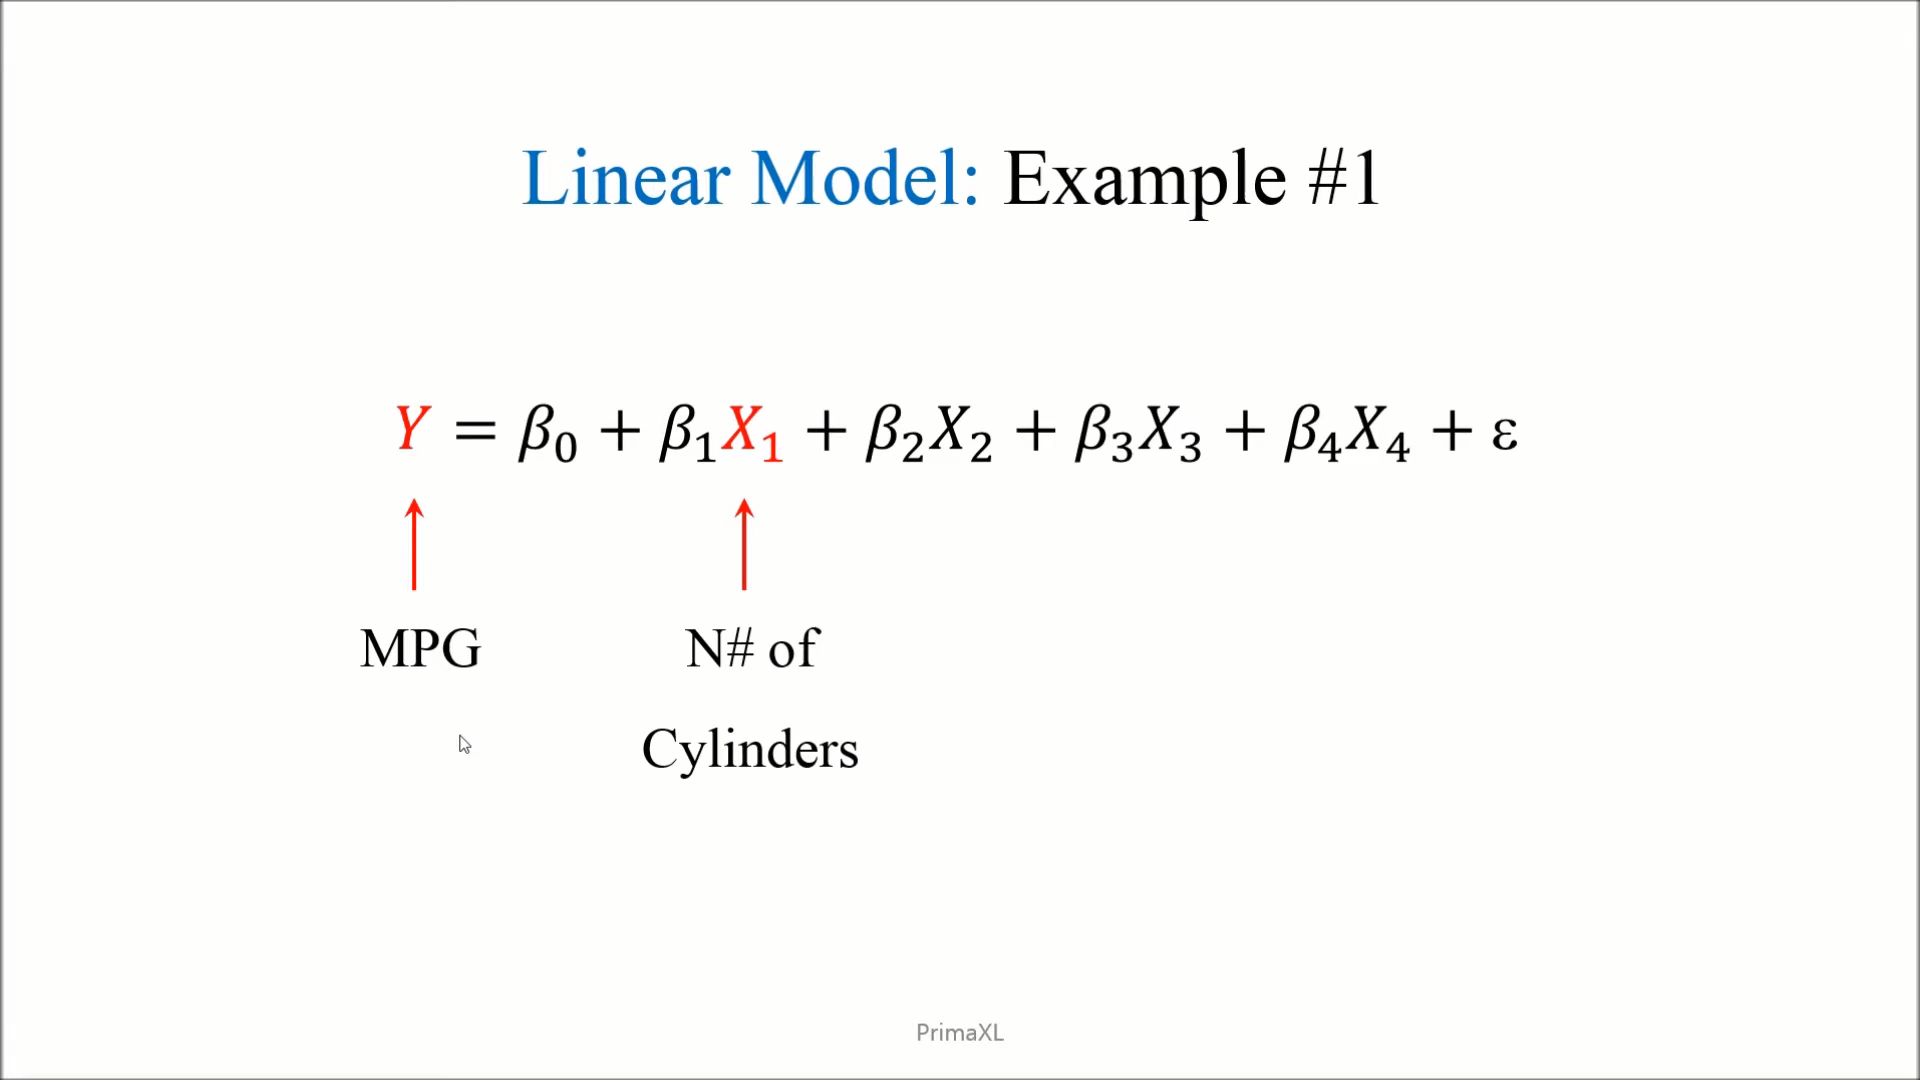 Linear Model: Example #1
Y = β₀ + β₁X₁ + β₂X₂ + β₃X₃ + β₄X₄ + ε
MPG
N# of
Cylinders
PrimaXL